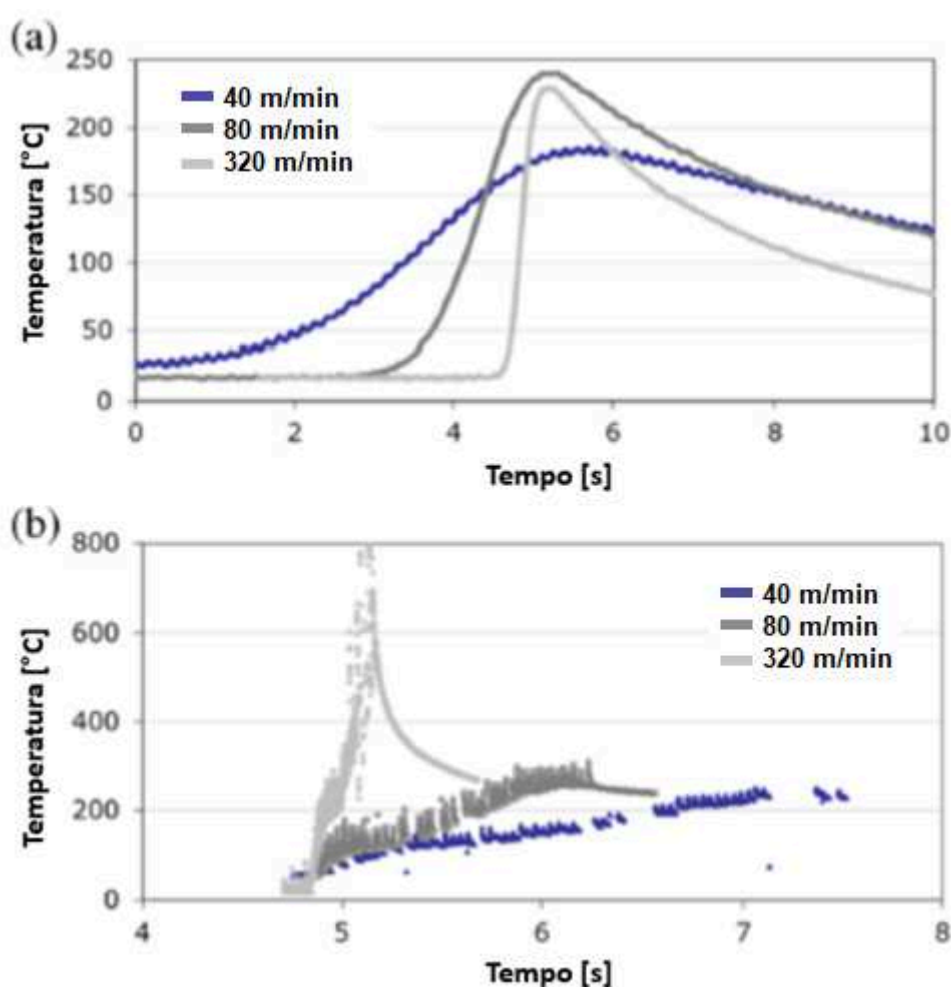 (a)
Temperatura [°C]
250
200
150
100
50
0
40 m/min
80 m/min
320 m/min
0 2 4 6 8 10
Tempo [s]
(b)
Temperatura [°C]
800
600
400
200
0
40 m/min
80 m/min
320 m/min
4 5 6 7 8
Tempo [s]